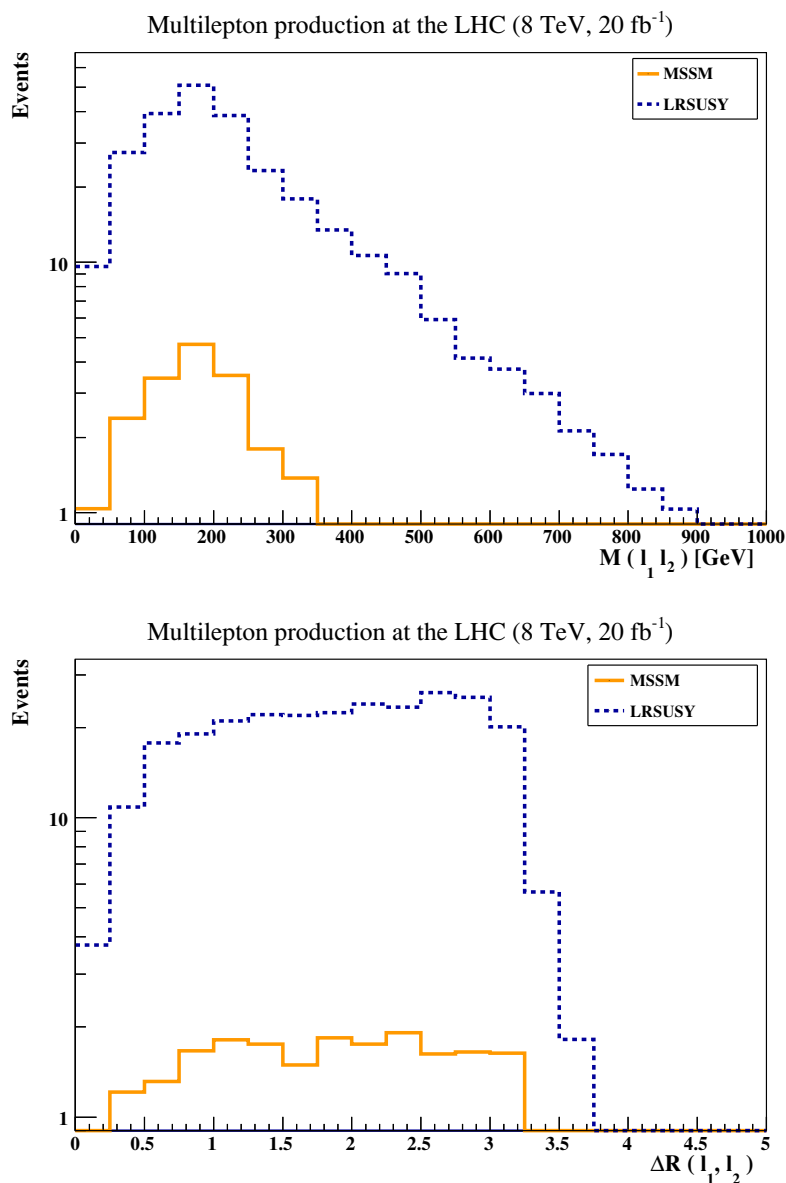 Multilepton production at the LHC (8 TeV, 20 fb⁻¹)
Events
MSSM
LRSUSY
10
1
0 100 200 300 400 500 600 700 800 900 1000
M ( l₁ l₂ ) [GeV]
Multilepton production at the LHC (8 TeV, 20 fb⁻¹)
Events
MSSM
LRSUSY
10
1
0 0.5 1 1.5 2 2.5 3 3.5 4 4.5 5
ΔR ( l₁, l₂ )